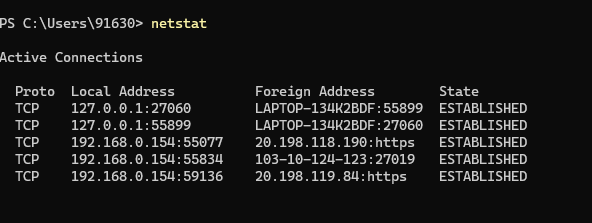 PS C:\Users\91630> netstat
Active Connections
Proto Local Address Foreign Address State
TCP 127.0.0.1:27060 LAPTOP-134K2BDF:55899 ESTABLISHED
TCP 127.0.0.1:55899 LAPTOP-134K2BDF:27060 ESTABLISHED
TCP 192.168.0.154:55077 20.198.118.190:https ESTABLISHED
TCP 192.168.0.154:55834 103-10-124-123:27019 ESTABLISHED
TCP 192.168.0.154:59136 20.198.119.84:https ESTABLISHED